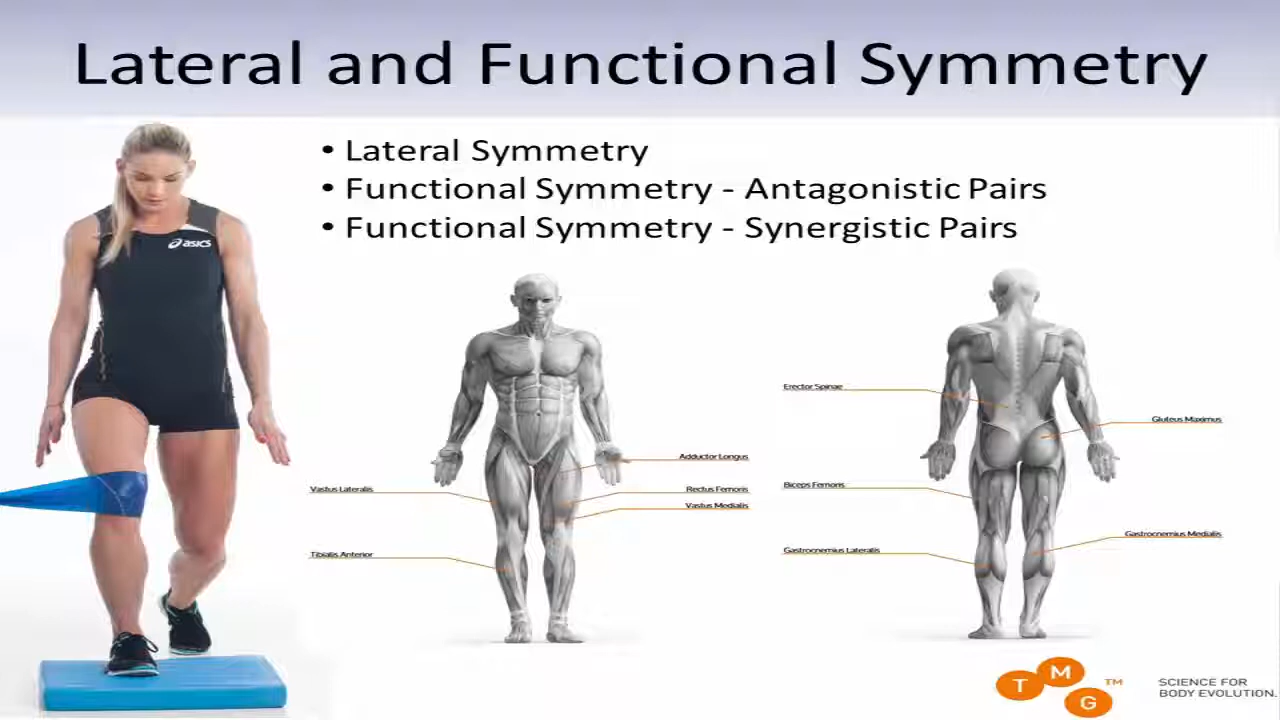 Lateral and Functional Symmetry
• Lateral Symmetry
• Functional Symmetry - Antagonistic Pairs
• Functional Symmetry - Synergistic Pairs
asics
Erector Spinae
Gluteus Maximus
Adductor Longus
Vastus Lateralis
Rectus Femoris
Vastus Medialis
Biceps Femoris
Tibialis Anterior
Gastrocnemius Lateralis
Gastrocnemius Medialis
TMG™
SCIENCE FOR
BODY EVOLUTION.